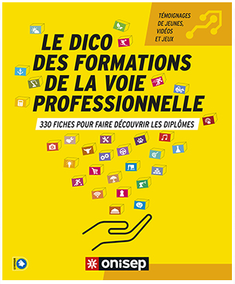 TÉMOIGNAGES
DE JEUNES,
VIDÉOS
ET JEUX
LE DICO
DES FORMATIONS
DE LA VOIE
PROFESSIONNELLE
330 FICHES POUR FAIRE DÉCOUVRIR LES DIPLÔMES
onisep